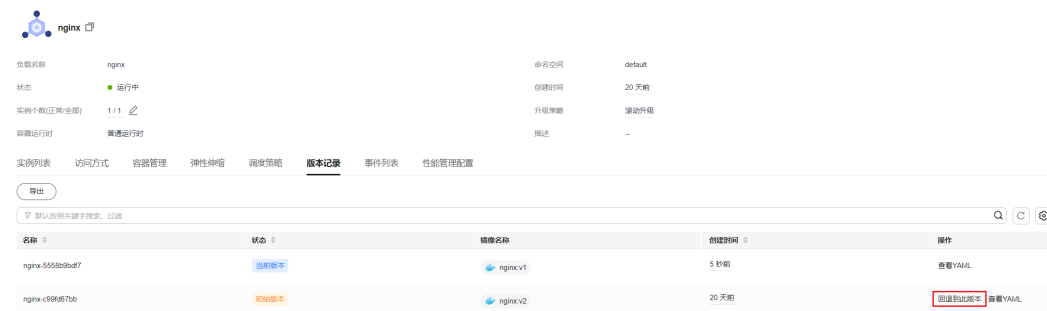 nginx
负载名称 nginx 命名空间 default
状态 运行中 创建时间 20 天前
实例个数(正常/全部) 1 / 1 升级策略 滚动升级
容器运行时 普通运行时 描述 --
实例列表 访问方式 容器管理 弹性伸缩 调度策略 版本记录 事件列表 性能管理配置
导出
默认按照关键字搜索、过滤
名称 状态 镜像名称 创建时间 操作
nginx-5558b9bdf7 当前版本 nginx:v1 5 秒前 查看YAML
nginx-c99fd67bb 初始版本 nginx:v2 20 天前 回退到此版本 查看YAML